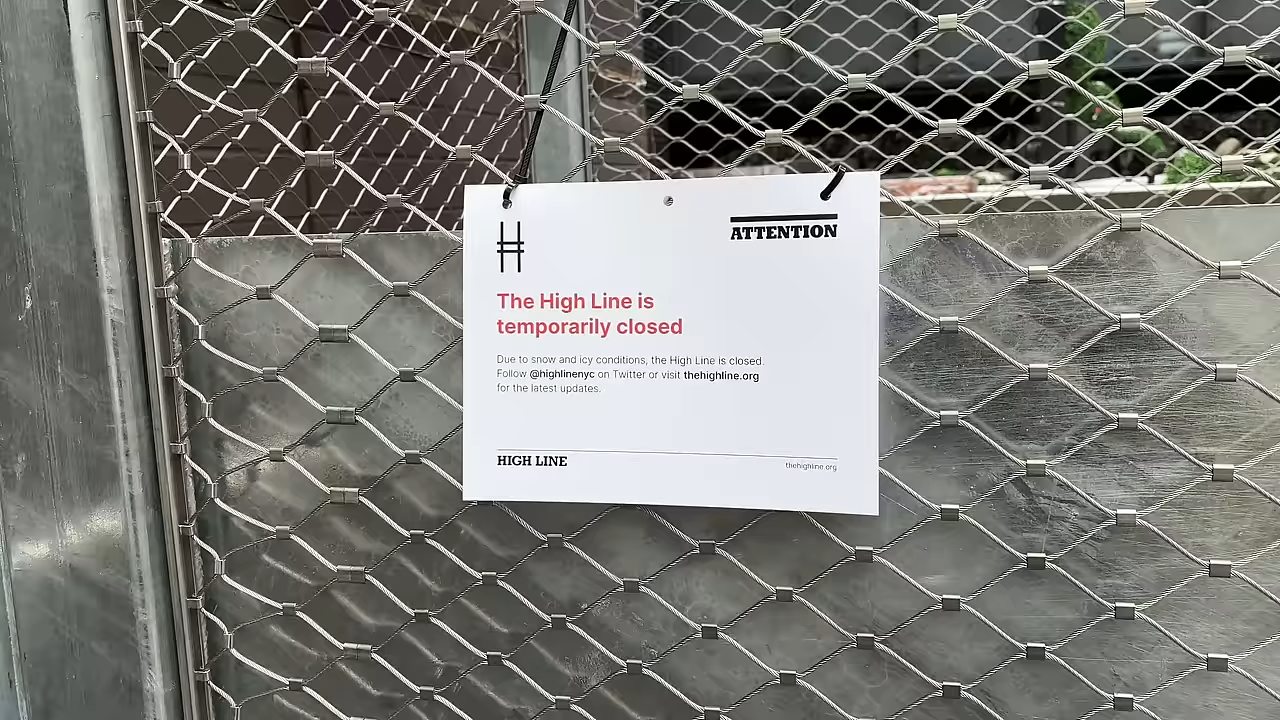 ATTENTION
The High Line is
temporarily closed
Due to snow and icy conditions, the High Line is closed.
Follow @highlinenyc on Twitter or visit thehighline.org
for the latest updates.
HIGH LINE
thehighline.org